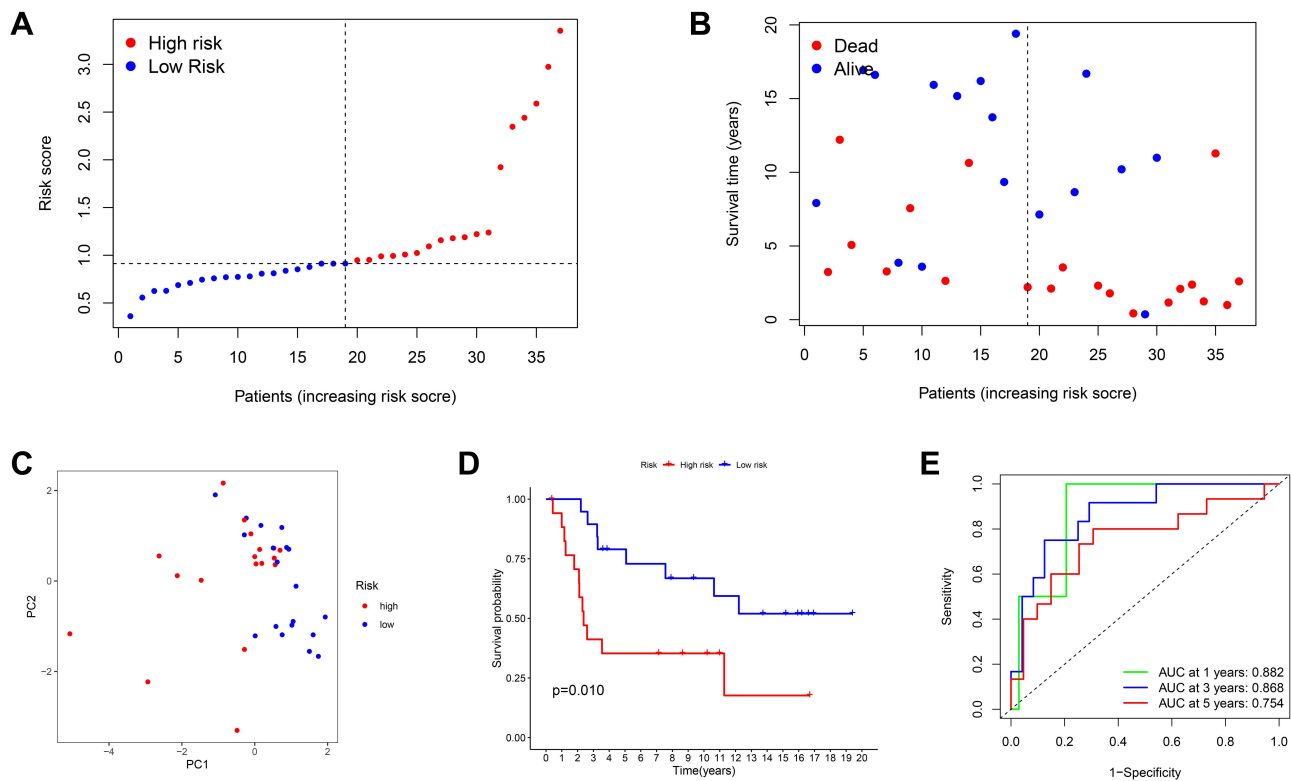 A
High risk
Low Risk
Risk score
0.5
1.0
1.5
2.0
2.5
3.0
0 5 10 15 20 25 30 35
Patients (increasing risk socre)
B
Dead
Alive
Survival time (years)
0
5
10
15
20
0 5 10 15 20 25 30 35
Patients (increasing risk socre)
C
PC2
2
0
−2
−4 −2 0 2
PC1
Risk
high
low
D
Risk High risk Low risk
Survival probability
1.00
0.75
0.50
0.25
0.00
p=0.010
0 1 2 3 4 5 6 7 8 9 10 11 12 13 14 15 16 17 18 19 20
Time(years)
E
Sensitivity
0.0
0.2
0.4
0.6
0.8
1.0
AUC at 1 years: 0.882
AUC at 3 years: 0.868
AUC at 5 years: 0.754
0.0 0.2 0.4 0.6 0.8 1.0
1−Specificity